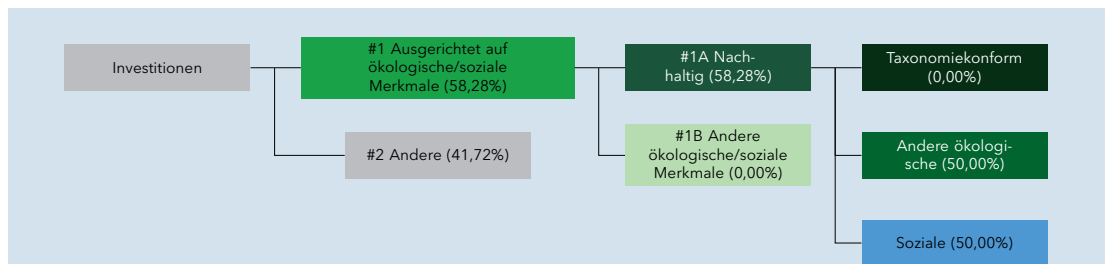 Investitionen
#1 Ausgerichtet auf
ökologische/soziale
Merkmale (58,28%)
#2 Andere (41,72%)
#1A Nach-
haltig (58,28%)
#1B Andere
ökologische/soziale
Merkmale (0,00%)
Taxonomiekonform
(0,00%)
Andere ökologi-
sche (50,00%)
Soziale (50,00%)